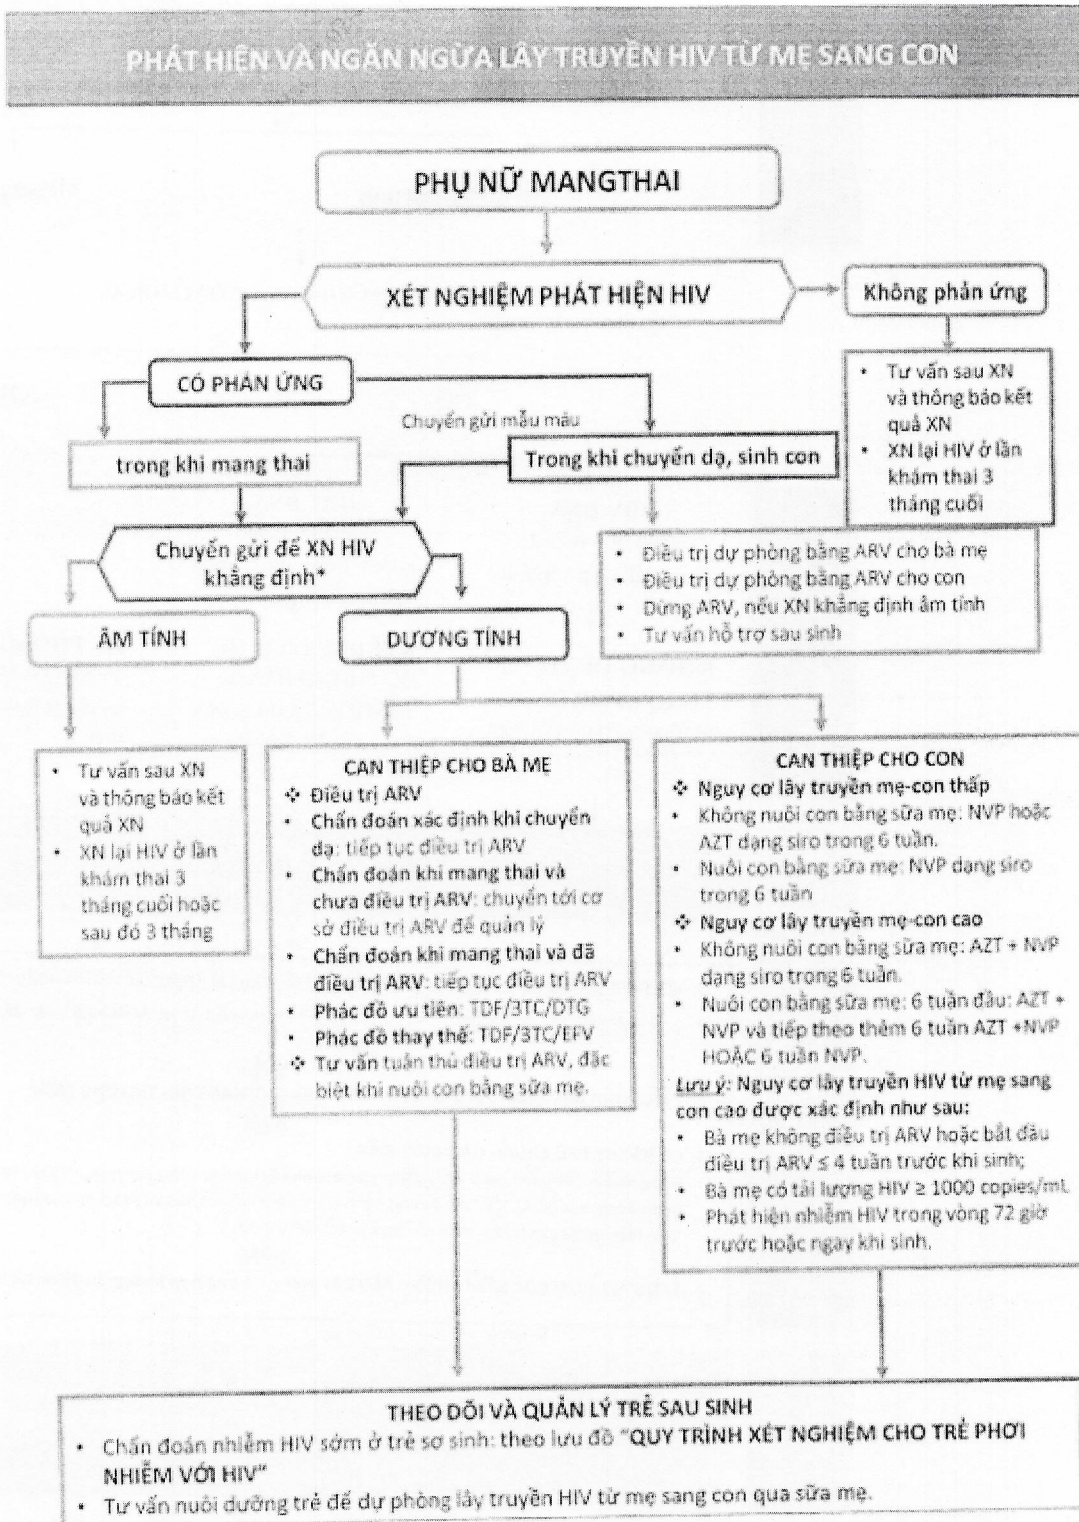 PHÁT HIỆN VÀ NGĂN NGỪA LÂY TRUYỀN HIV TỪ MẸ SANG CON
PHỤ NỮ MANGTHAI
XÉT NGHIỆM PHÁT HIỆN HIV
Không phản ứng
CÓ PHẢN ỨNG
• Tư vấn sau XN
và thông báo kết
quả XN
• XN lại HIV ở lần
khám thai 3
tháng cuối
Chuyển gửi mẫu máu
trong khi mang thai
Trong khi chuyển dạ, sinh con
Chuyển gửi để XN HIV
khẳng định*
• Điều trị dự phòng bằng ARV cho bà mẹ
• Điều trị dự phòng bằng ARV cho con
• Dừng ARV, nếu XN khẳng định âm tính
• Tư vấn hỗ trợ sau sinh
ÂM TÍNH
DƯƠNG TÍNH
• Tư vấn sau XN
và thông báo kết
quả XN
• XN lại HIV ở lần
khám thai 3
tháng cuối hoặc
sau đó 3 tháng
CAN THIỆP CHO BÀ MẸ
❖ Điều trị ARV
• Chẩn đoán xác định khi chuyển
dạ: tiếp tục điều trị ARV
• Chẩn đoán khi mang thai và
chưa điều trị ARV: chuyển tới cơ
sở điều trị ARV để quản lý
• Chẩn đoán khi mang thai và đã
điều trị ARV: tiếp tục điều trị ARV
• Phác đồ ưu tiên: TDF/3TC/DTG
• Phác đồ thay thế: TDF/3TC/EFV
❖ Tư vấn tuân thủ điều trị ARV, đặc
biệt khi nuôi con bằng sữa mẹ.
CAN THIỆP CHO CON
❖ Nguy cơ lây truyền mẹ-con thấp
• Không nuôi con bằng sữa mẹ: NVP hoặc
AZT dạng siro trong 6 tuần.
• Nuôi con bằng sữa mẹ: NVP dạng siro
trong 6 tuần
❖ Nguy cơ lây truyền mẹ-con cao
• Không nuôi con bằng sữa mẹ: AZT + NVP
dạng siro trong 6 tuần.
• Nuôi con bằng sữa mẹ: 6 tuần đầu: AZT +
NVP và tiếp theo thêm 6 tuần AZT +NVP
HOẶC 6 tuần NVP.
Lưu ý: Nguy cơ lây truyền HIV từ mẹ sang
con cao được xác định như sau:
• Bà mẹ không điều trị ARV hoặc bắt đầu
điều trị ARV ≤ 4 tuần trước khi sinh;
• Bà mẹ có tải lượng HIV ≥ 1000 copies/mL
• Phát hiện nhiễm HIV trong vòng 72 giờ
trước hoặc ngay khi sinh.
THEO DÕI VÀ QUẢN LÝ TRẺ SAU SINH
• Chẩn đoán nhiễm HIV sớm ở trẻ sơ sinh: theo lưu đồ "QUY TRÌNH XÉT NGHIỆM CHO TRẺ PHƠI
NHIỄM VỚI HIV"
• Tư vấn nuôi dưỡng trẻ để dự phòng lây truyền HIV từ mẹ sang con qua sữa mẹ.